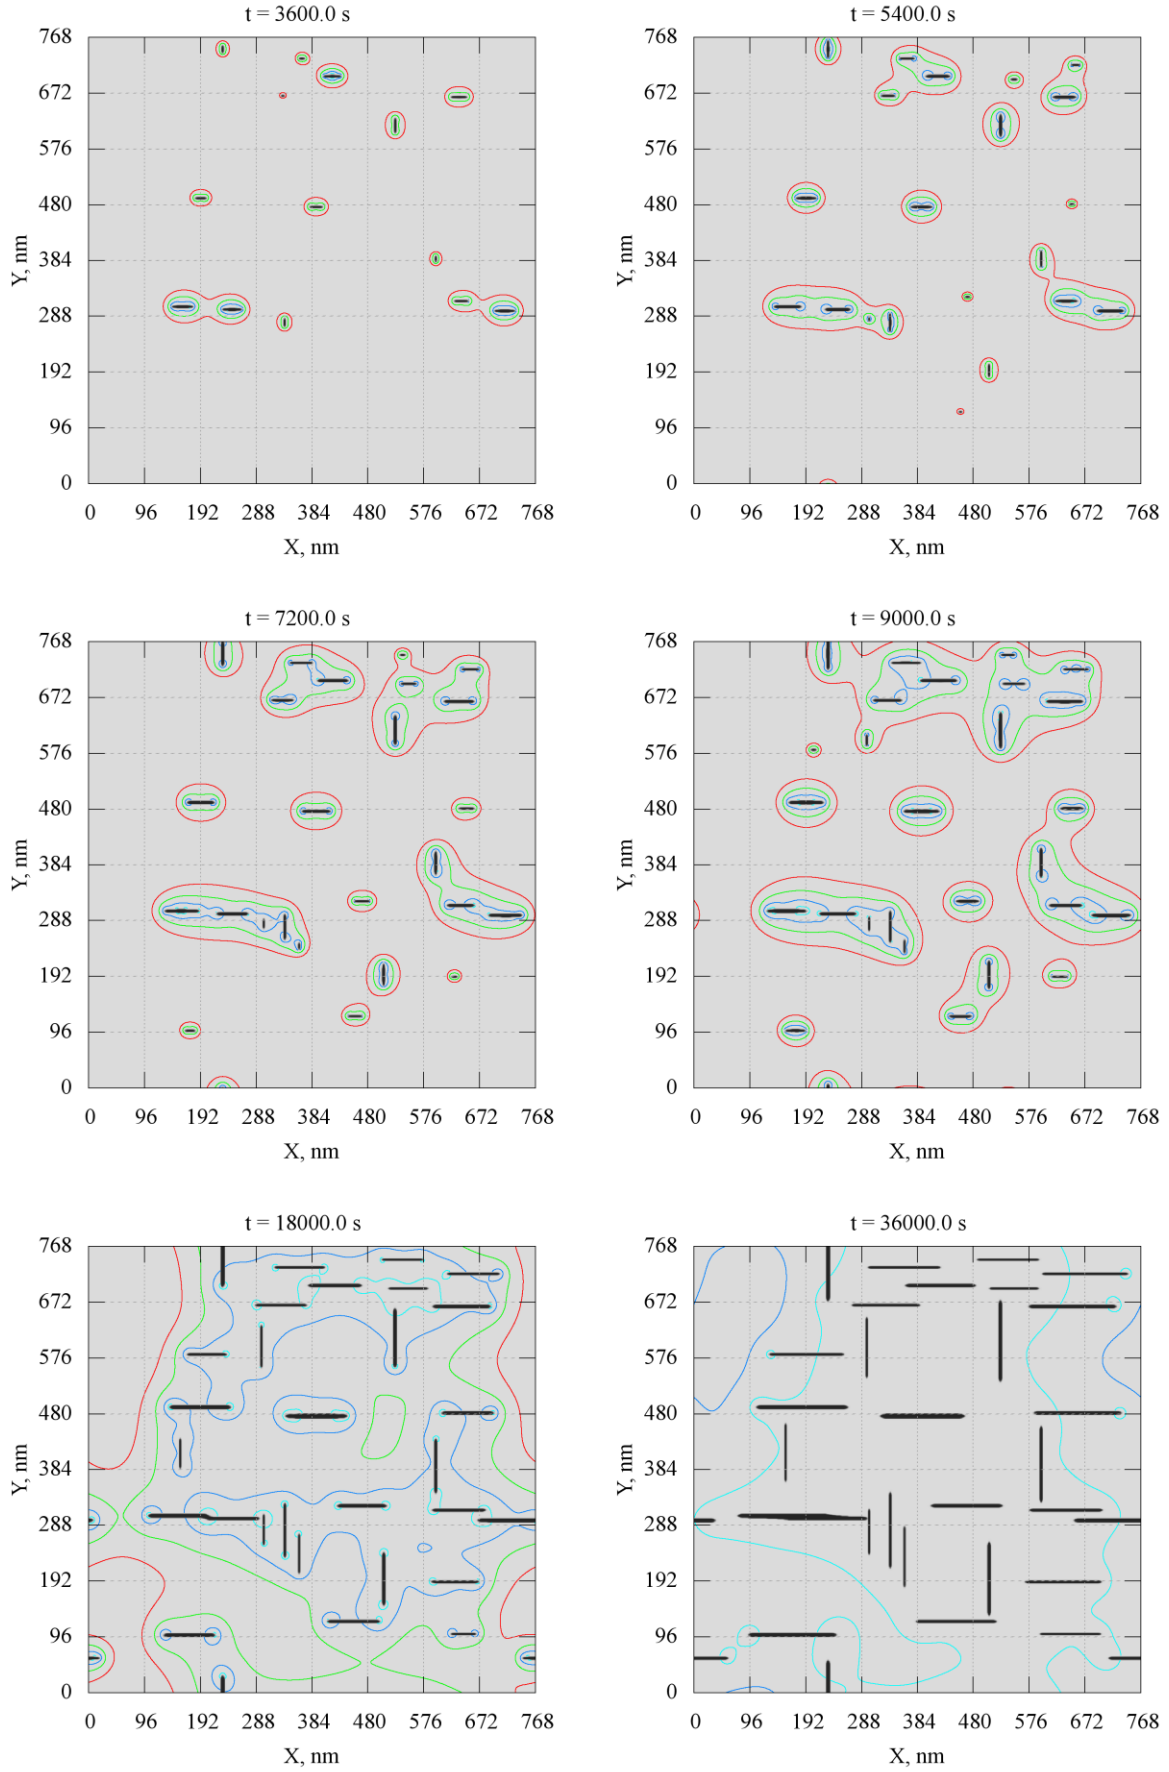 t = 3600.0 s
768
672
576
480
384
288
192
96
0
Y, nm
0 96 192 288 384 480 576 672 768
X, nm
t = 5400.0 s
768
672
576
480
384
288
192
96
0
Y, nm
0 96 192 288 384 480 576 672 768
X, nm
t = 7200.0 s
768
672
576
480
384
288
192
96
0
Y, nm
0 96 192 288 384 480 576 672 768
X, nm
t = 9000.0 s
768
672
576
480
384
288
192
96
0
Y, nm
0 96 192 288 384 480 576 672 768
X, nm
t = 18000.0 s
768
672
576
480
384
288
192
96
0
Y, nm
0 96 192 288 384 480 576 672 768
X, nm
t = 36000.0 s
768
672
576
480
384
288
192
96
0
Y, nm
0 96 192 288 384 480 576 672 768
X, nm